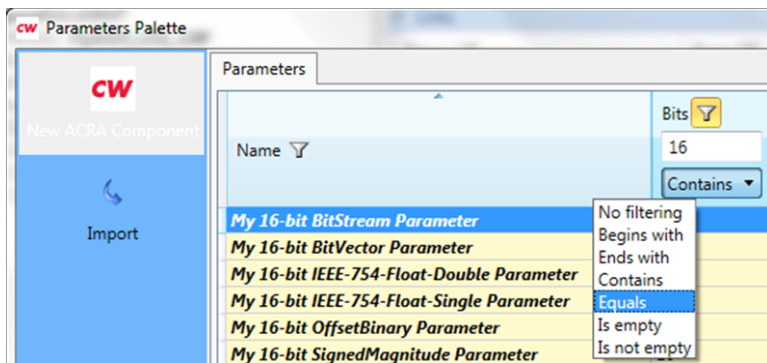 CW Parameters Palette
CW
New ACRA Component
Import
Parameters
Name
Bits
16
Contains
My 16-bit BitStream Parameter
My 16-bit BitVector Parameter
My 16-bit IEEE-754-Float-Double Parameter
My 16-bit IEEE-754-Float-Single Parameter
My 16-bit OffsetBinary Parameter
My 16-bit SignedMagnitude Parameter
No filtering
Begins with
Ends with
Contains
Equals
Is empty
Is not empty